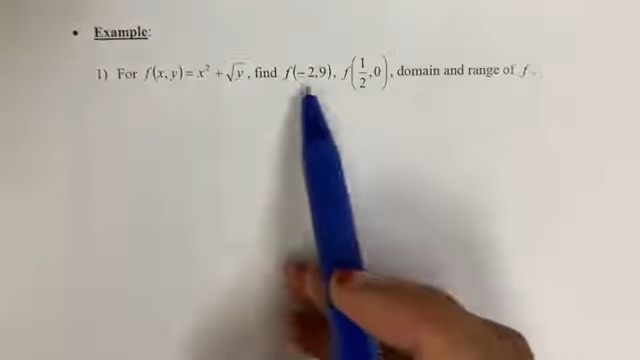 • Example:
1) For f(x, y) = x² + √y, find f(−2,9), f(1/2, 0), domain and range of f.